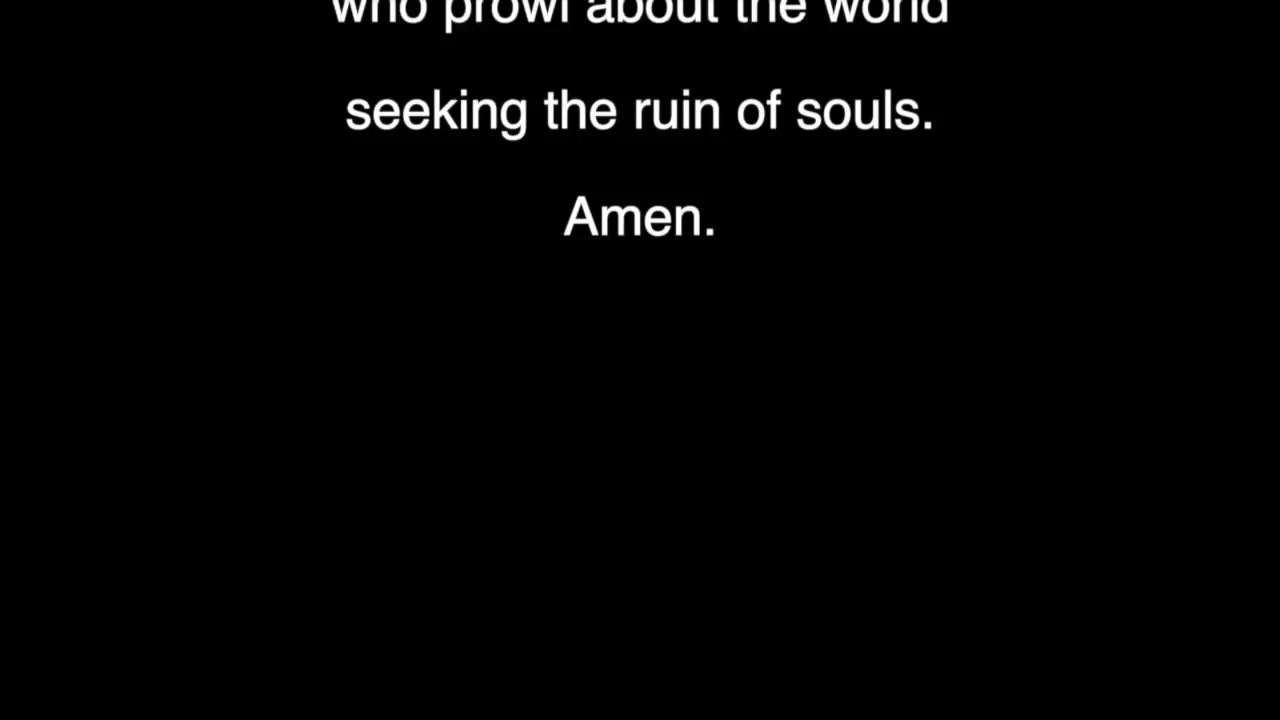 who prowl about the world
seeking the ruin of souls.
Amen.